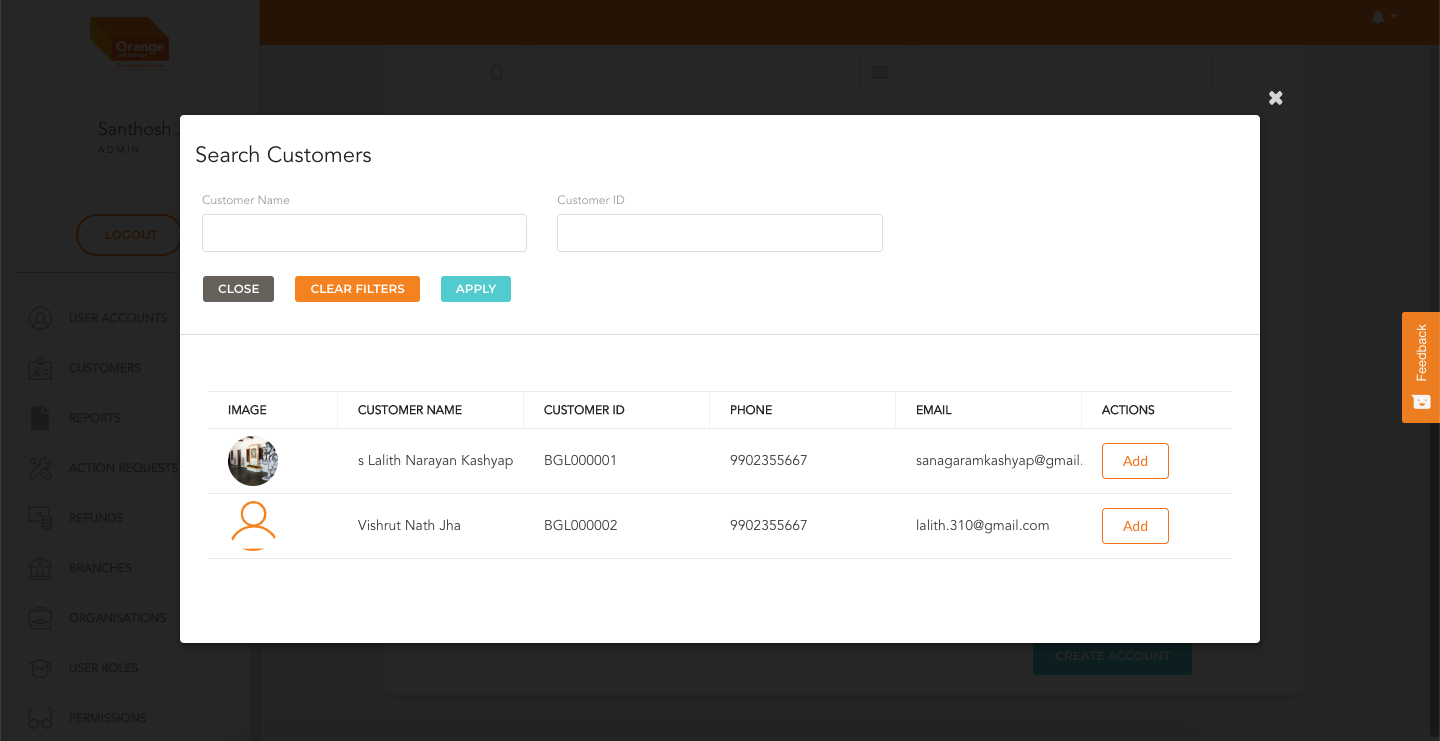 Orange
Santhosh J
ADMIN
LOGOUT
USER ACCOUNTS
CUSTOMERS
REPORTS
ACTION REQUESTS
REFUNDS
BRANCHES
ORGANISATIONS
USER ROLES
PERMISSIONS
Search Customers
Customer Name Customer ID
CLOSE CLEAR FILTERS APPLY
IMAGE CUSTOMER NAME CUSTOMER ID PHONE EMAIL ACTIONS
s Lalith Narayan Kashyap BGL000001 9902355667 sanagaramkashyap@gmail. Add
Vishrut Nath Jha BGL000002 9902355667 lalith.310@gmail.com Add
CREATE ACCOUNT
Feedback